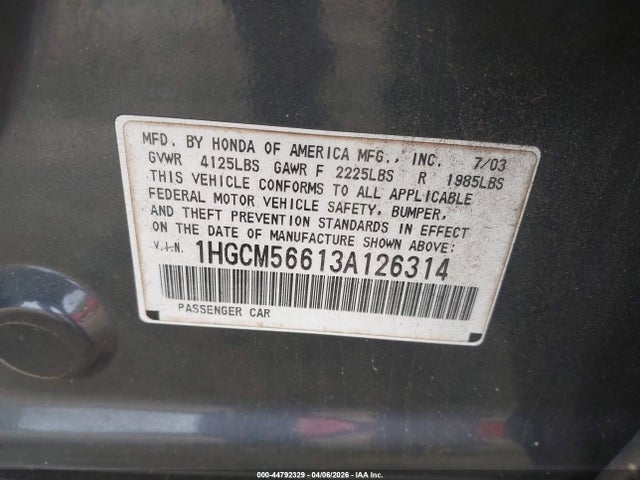 MFD. BY HONDA OF AMERICA MFG., INC. 7/03
GVWR 4125LBS GAWR F 2225LBS R 1985LBS
THIS VEHICLE CONFORMS TO ALL APPLICABLE
FEDERAL MOTOR VEHICLE SAFETY, BUMPER,
AND THEFT PREVENTION STANDARDS IN EFFECT
ON THE DATE OF MANUFACTURE SHOWN ABOVE:
V.I.N. 1HGCM56613A126314
PASSENGER CAR
000-44792329 | 04/06/2026 | IAA Inc.